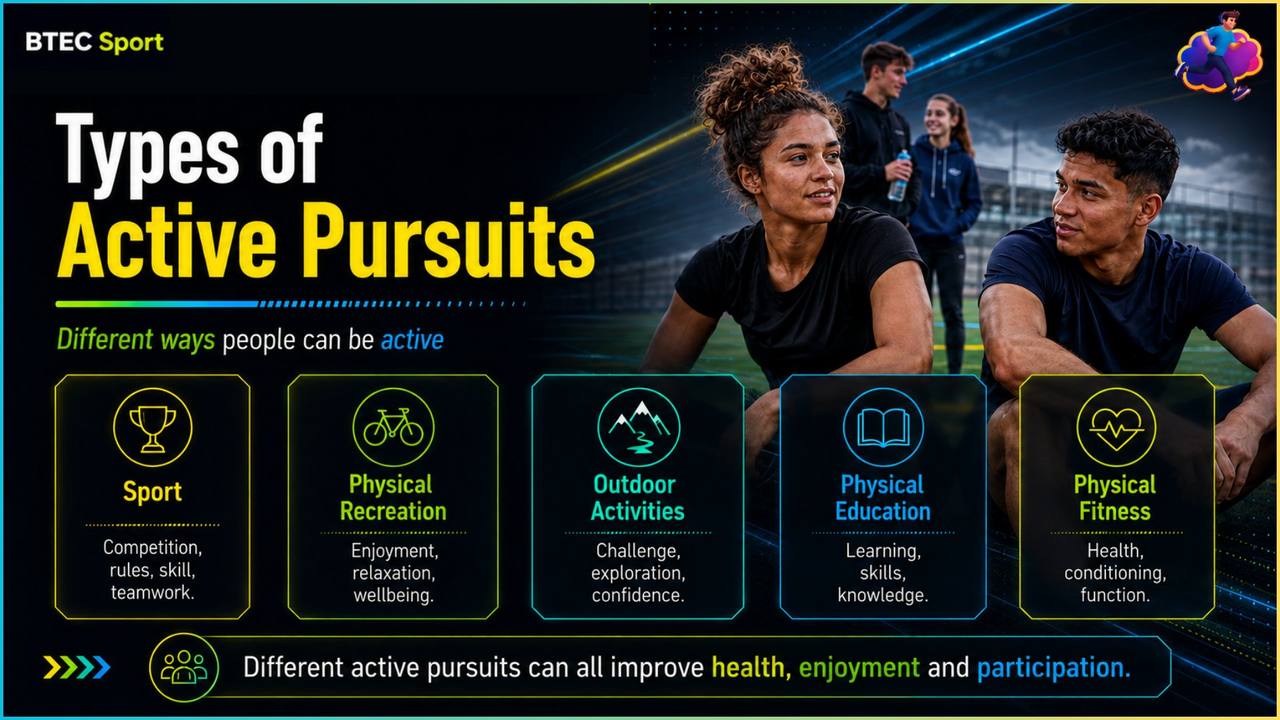 BTEC Sport
Types of
Active Pursuits
Different ways people can be active
Sport
Competition,
rules, skill,
teamwork.
Physical
Recreation
Enjoyment,
relaxation,
wellbeing.
Outdoor
Activities
Challenge,
exploration,
confidence.
Physical
Education
Learning,
skills,
knowledge.
Physical
Fitness
Health,
conditioning,
function.
Different active pursuits can all improve health, enjoyment and participation.